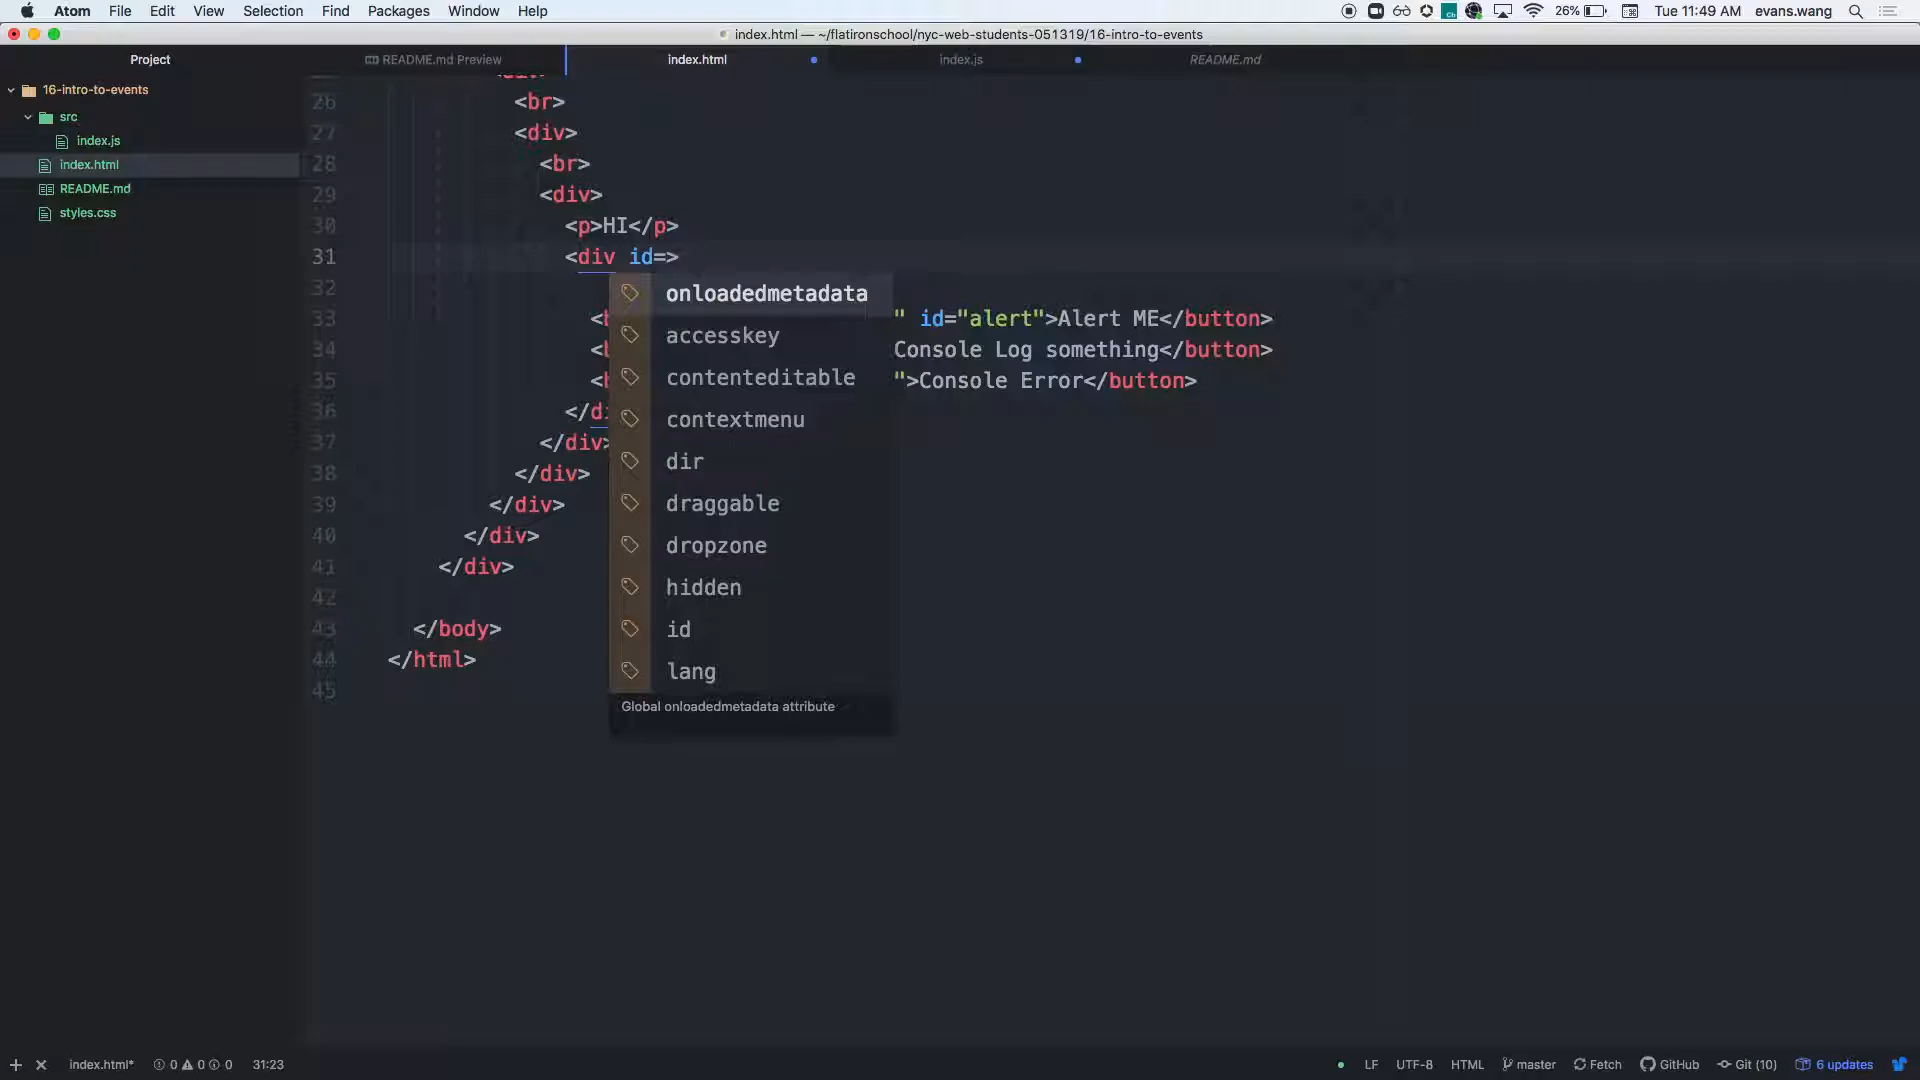 Atom File Edit View Selection Find Packages Window Help 26% Tue 11:49 AM evans.wang
index.html — ~/flatironschool/nyc-web-students-051319/16-intro-to-events
Project README.md Preview index.html index.js README.md
16-intro-to-events
src
index.js
index.html
README.md
styles.css
26 <br>
27 <div>
28 <br>
29 <div>
30 <p>HI</p>
31 <div id=>
32
33 <b " id="alert">Alert ME</button>
34 <b Console Log something</button>
35 <b ">Console Error</button>
36 </di
37 </div>
38 </div>
39 </div>
40 </div>
41 </div>
42
43 </body>
44 </html>
45
onloadedmetadata
accesskey
contenteditable
contextmenu
dir
draggable
dropzone
hidden
id
lang
Global onloadedmetadata attribute
index.html* 0 0 0 31:23 LF UTF-8 HTML master Fetch GitHub Git (10) 6 updates